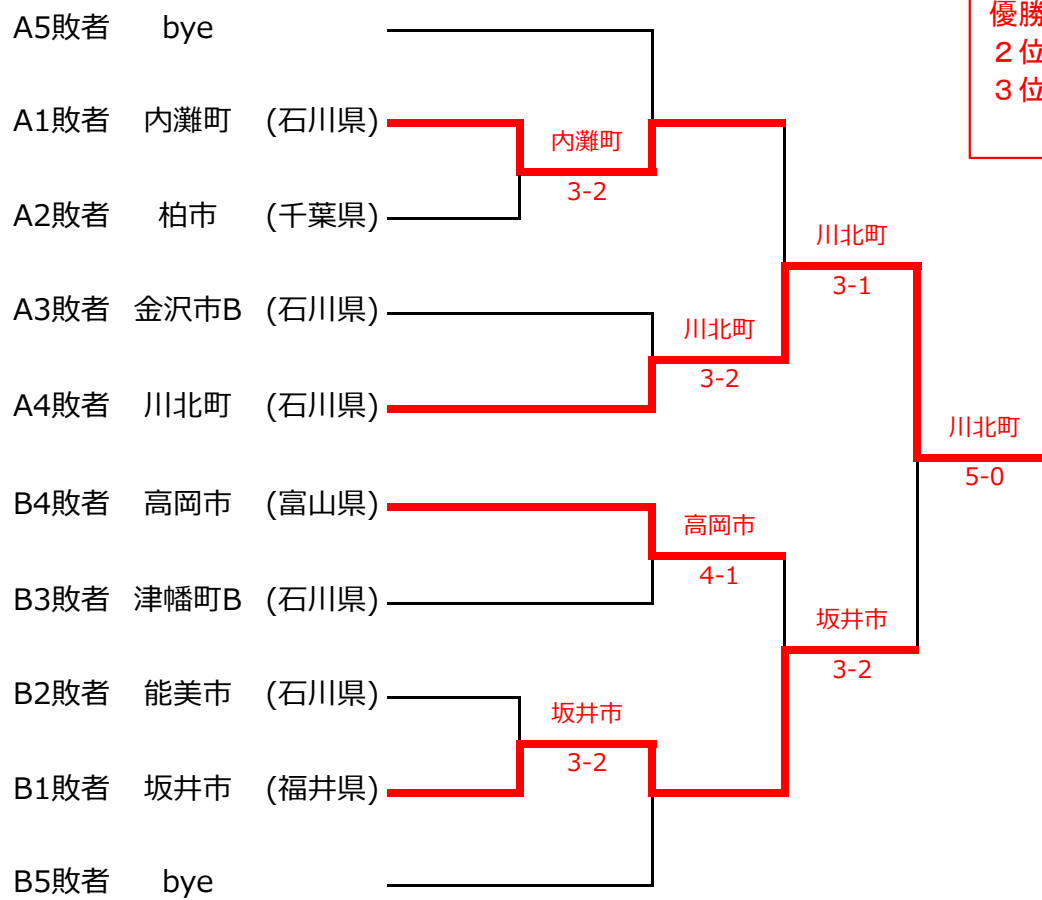 A5敗者 bye
A1敗者 内灘町 (石川県)
A2敗者 柏市 (千葉県)
A3敗者 金沢市B (石川県)
A4敗者 川北町 (石川県)
B4敗者 高岡市 (富山県)
B3敗者 津幡町B (石川県)
B2敗者 能美市 (石川県)
B1敗者 坂井市 (福井県)
B5敗者 bye
内灘町
3-2
坂井市
3-2
川北町
3-2
高岡市
4-1
川北町
3-1
坂井市
3-2
川北町
5-0
優勝
２位
３位